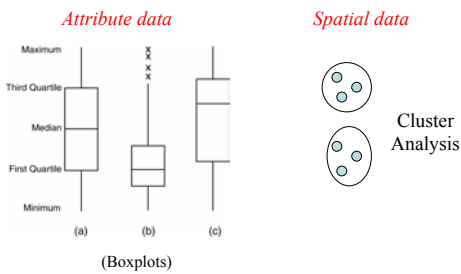 Attribute data
Spatial data
Maximum
Third Quartile
Median
First Quartile
Minimum
x
x
x
x
(a)
(b)
(c)
(Boxplots)
Cluster
Analysis